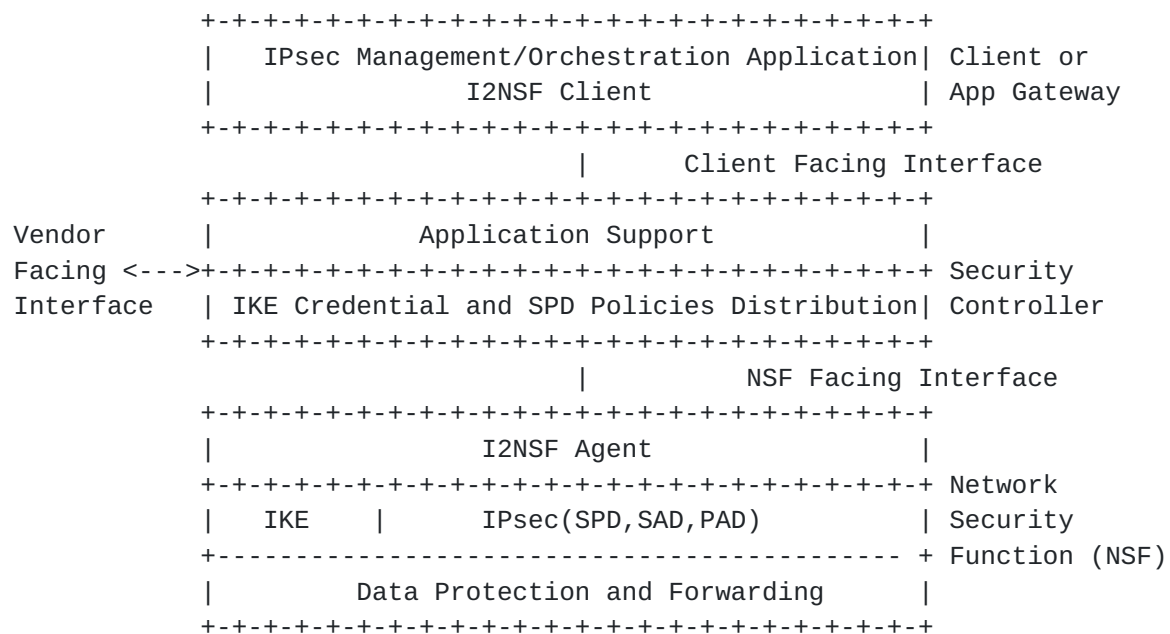 +-+-+-+-+-+-+-+-+-+-+-+-+-+-+-+-+-+-+-+-+-+-+-+
|   IPsec Management/Orchestration Application| Client or
|                I2NSF Client                 | App Gateway
+-+-+-+-+-+-+-+-+-+-+-+-+-+-+-+-+-+-+-+-+-+-+-+
|      Client Facing Interface
+-+-+-+-+-+-+-+-+-+-+-+-+-+-+-+-+-+-+-+-+-+-+-+
Vendor      |             Application Support             |
Facing <--->+-+-+-+-+-+-+-+-+-+-+-+-+-+-+-+-+-+-+-+-+-+-+-+ Security
Interface   | IKE Credential and SPD Policies Distribution| Controller
+-+-+-+-+-+-+-+-+-+-+-+-+-+-+-+-+-+-+-+-+-+-+-+
|          NSF Facing Interface
+-+-+-+-+-+-+-+-+-+-+-+-+-+-+-+-+-+-+-+-+-+-+-+
|                 I2NSF Agent                 |
+-+-+-+-+-+-+-+-+-+-+-+-+-+-+-+-+-+-+-+-+-+-+-+ Network
|   IKE    |      IPsec(SPD,SAD,PAD)          | Security
+-------------------------------------------- + Function (NSF)
|         Data Protection and Forwarding      |
+-+-+-+-+-+-+-+-+-+-+-+-+-+-+-+-+-+-+-+-+-+-+-+